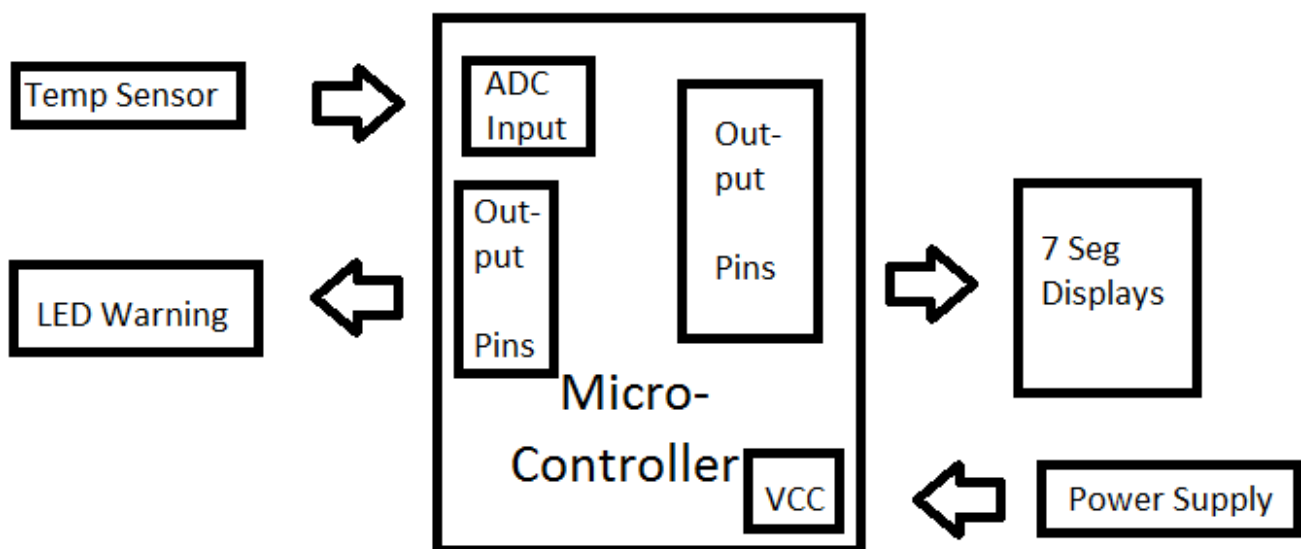 Temp Sensor
ADC
Input
Out-
put
Pins
LED Warning
Out-
put
Pins
7 Seg
Displays
Micro-
Controller
VCC
Power Supply